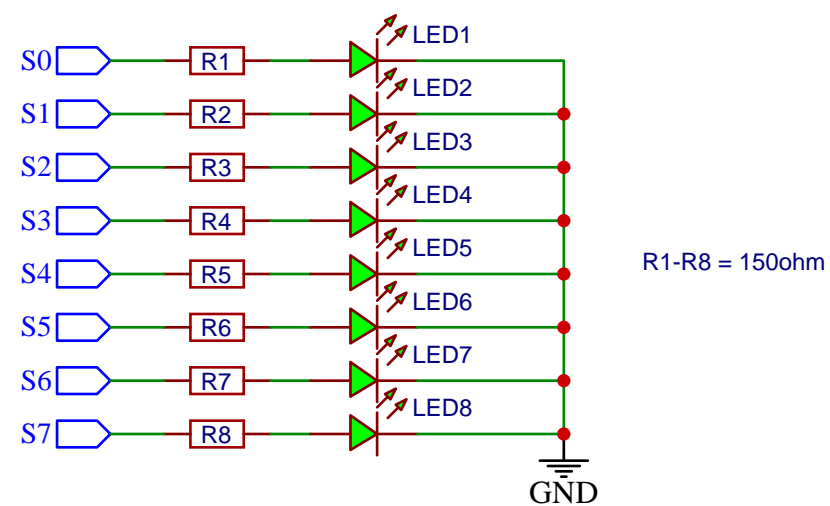 LED1
S0 R1
LED2
S1 R2
LED3
S2 R3
LED4
S3 R4
LED5
R1-R8 = 150ohm
S4 R5
LED6
S5 R6
LED7
S6 R7
LED8
S7 R8
GND